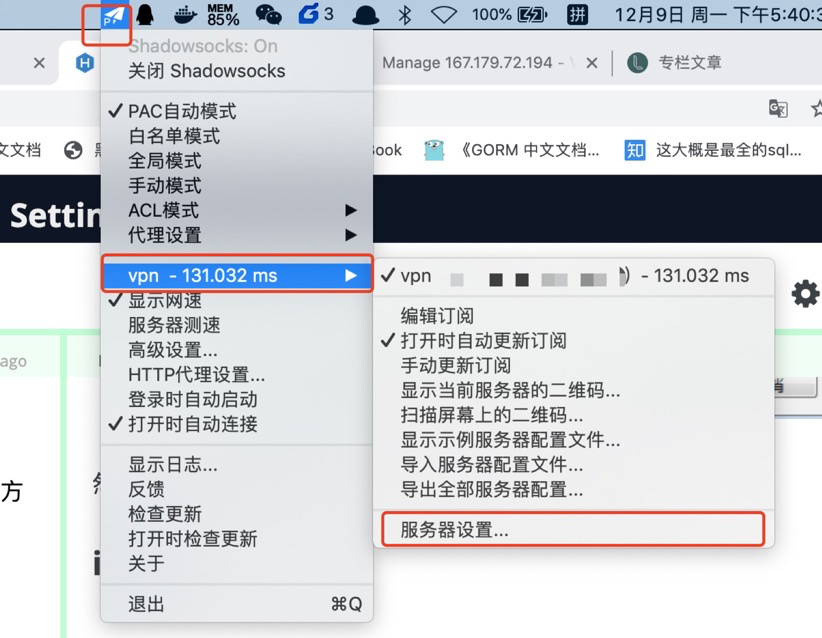 MEM
85%
3
100%
拼
12月9日 周一 下午5:40:3
Shadowsocks: On
关闭 Shadowsocks
Manage 167.179.72.194 -
专栏文章
PAC自动模式
白名单模式
全局模式
手动模式
ACL模式
代理设置
文文档
ook
《GORM 中文文档...
知
这大概是最全的sql...
Settin
vpn - 131.032 ms
vpn
- 131.032 ms
显示网速
服务器测速
高级设置...
HTTP代理设置...
登录时自动启动
打开时自动连接
显示日志...
反馈
检查更新
打开时检查更新
关于
退出
⌘Q
编辑订阅
打开时自动更新订阅
手动更新订阅
显示当前服务器的二维码...
扫描屏幕上的二维码...
显示示例服务器配置文件...
导入服务器配置文件...
导出全部服务器配置...
服务器设置...
ago
方